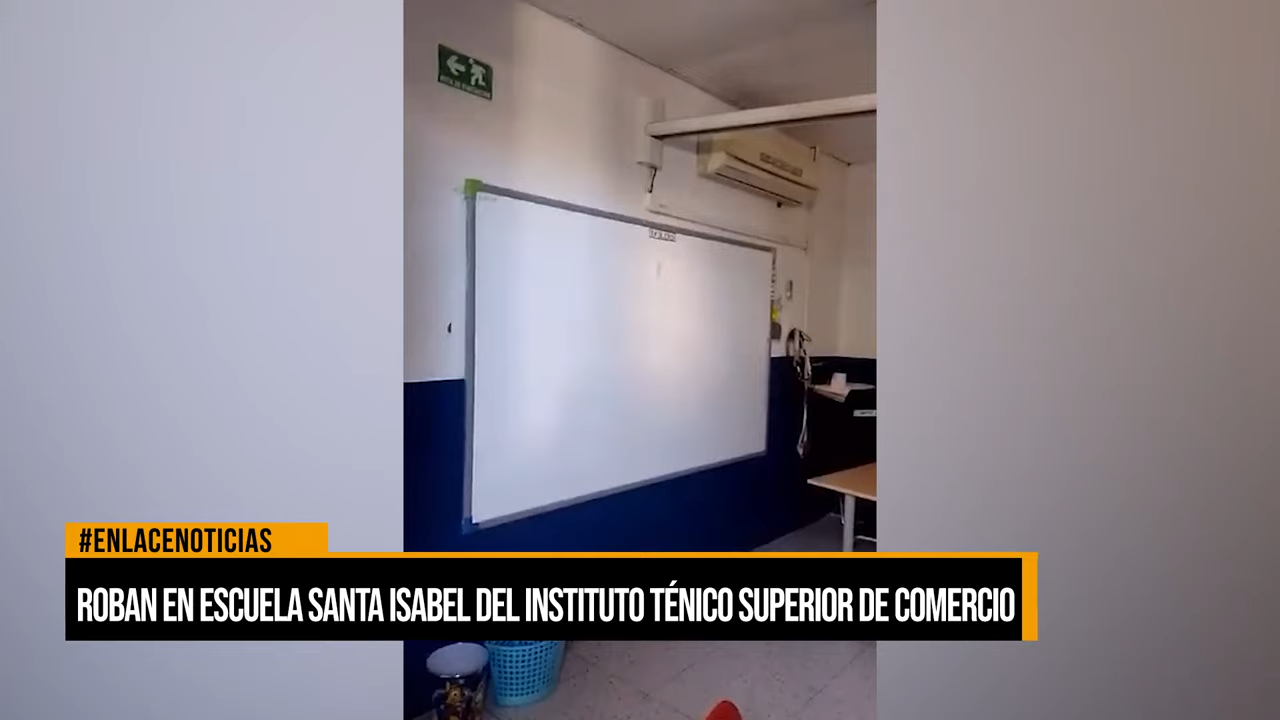 #ENLACENOTICIAS
ROBAN EN ESCUELA SANTA ISABEL DEL INSTITUTO TÉNICO SUPERIOR DE COMERCIO